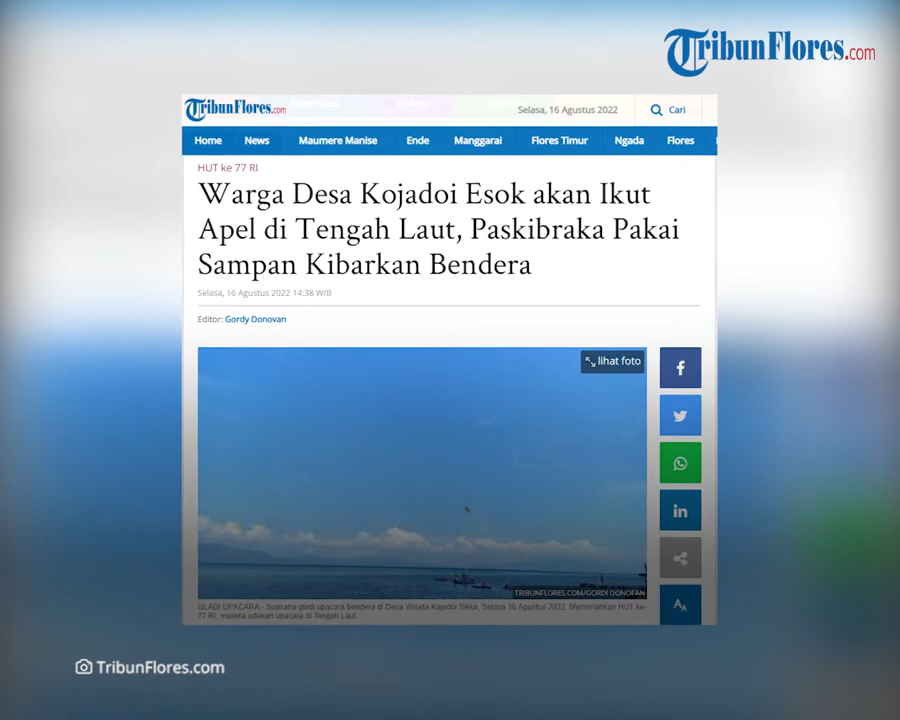 TribunFlores.com
TribunFlores.com
Selasa, 16 Agustus 2022
Cari
Home News Maumere Manise Ende Manggarai Flores Timur Ngada Flores
HUT ke 77 RI
Warga Desa Kojadoi Esok akan Ikut
Apel di Tengah Laut, Paskibraka Pakai
Sampan Kibarkan Bendera
Selasa, 16 Agustus 2022 14:38 WIB
Editor: Gordy Donovan
lihat foto
TRIBUNFLORES.COM/GORDI DONOFAN
GLADI UPACARA - Suasana gladi upacara bendera di Desa Wisata Kojadoi Sikka, Selasa 16 Agustus 2022. Memeriahkan HUT ke-
77 RI, mereka adakan upacara di Tengah Laut.
AA
TribunFlores.com